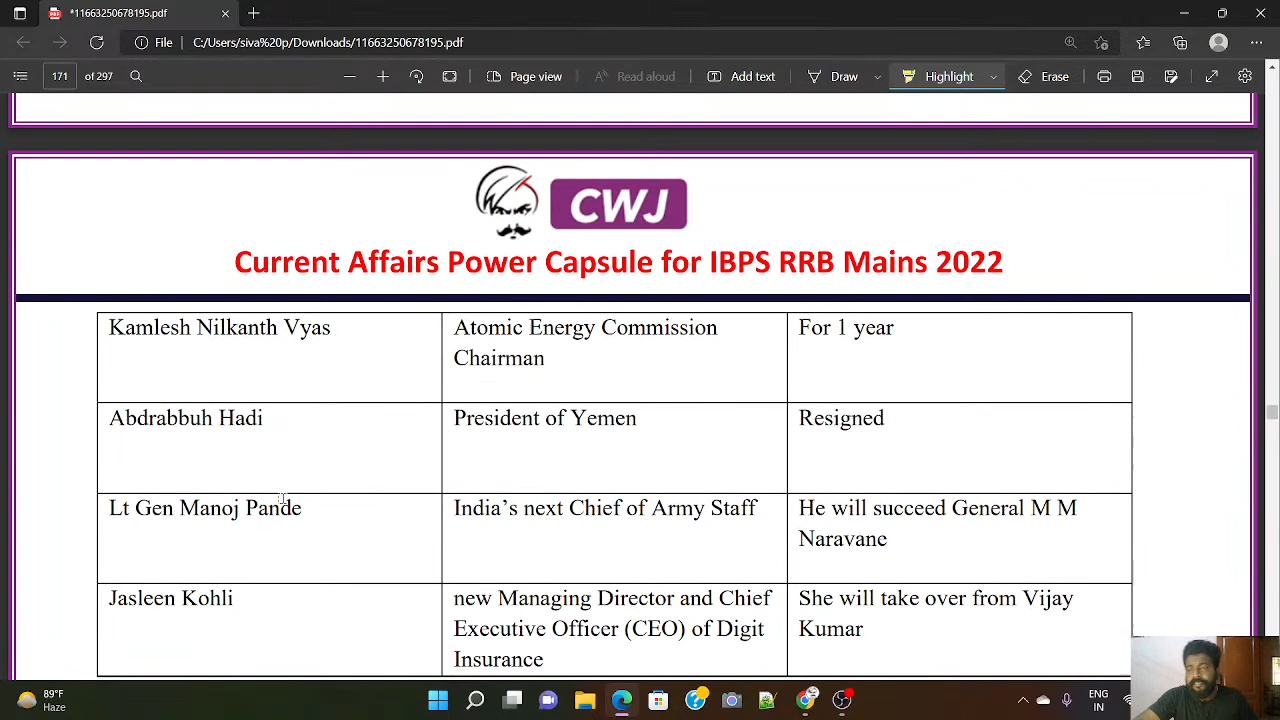 *11663250678195.pdf
File C:/Users/siva%20p/Downloads/11663250678195.pdf
171 of 297 Page view Read aloud Add text Draw Highlight Erase
CWJ
Current Affairs Power Capsule for IBPS RRB Mains 2022
Kamlesh Nilkanth Vyas
Atomic Energy Commission
Chairman
For 1 year
Abdrabbuh Hadi
President of Yemen
Resigned
Lt Gen Manoj Pande
India’s next Chief of Army Staff
He will succeed General M M
Naravane
Jasleen Kohli
new Managing Director and Chief
Executive Officer (CEO) of Digit
Insurance
She will take over from Vijay
Kumar
89°F
Haze
ENG
IN